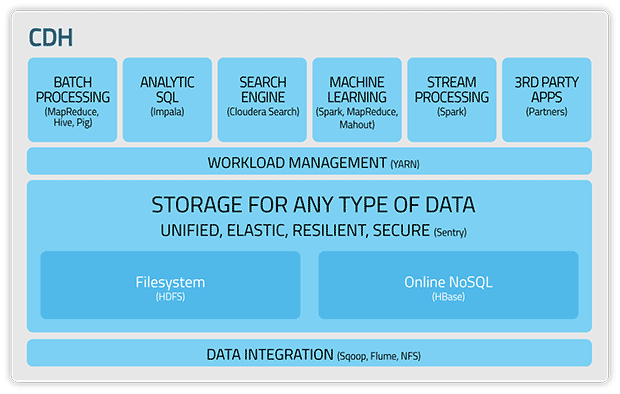 CDH
BATCH
PROCESSING
(MapReduce,
Hive, Pig)
ANALYTIC
SQL
(Impala)
SEARCH
ENGINE
(Cloudera Search)
MACHINE
LEARNING
(Spark, MapReduce,
Mahout)
STREAM
PROCESSING
(Spark)
3RD PARTY
APPS
(Partners)
WORKLOAD MANAGEMENT (YARN)
STORAGE FOR ANY TYPE OF DATA
UNIFIED, ELASTIC, RESILIENT, SECURE (Sentry)
Filesystem
(HDFS)
Online NoSQL
(HBase)
DATA INTEGRATION (Sqoop, Flume, NFS)